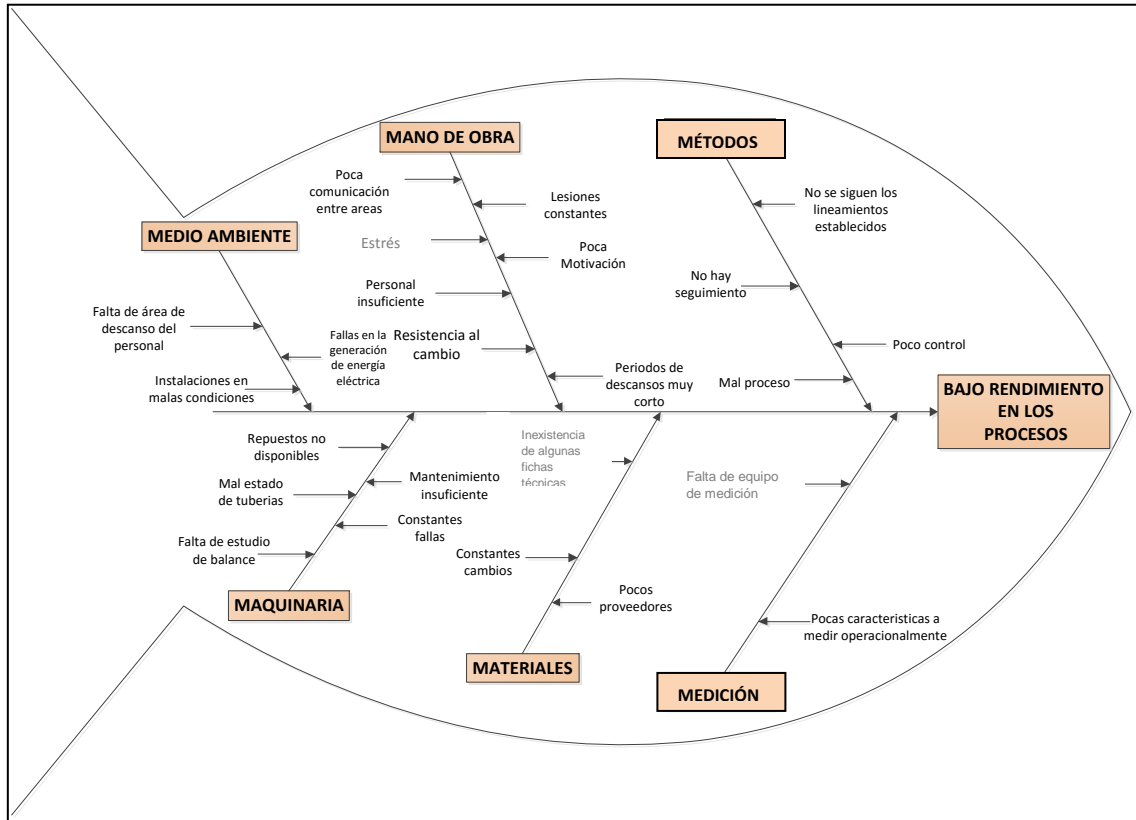 MANO DE OBRA
Poca
comunicación
entre areas
Lesiones
constantes
Estrés
Poca
Motivación
Personal
insuficiente
Resistencia al
cambio
Periodos de
descansos muy
corto
MÉTODOS
No se siguen los
lineamientos
establecidos
No hay
seguimiento
Poco control
Mal proceso
MEDIO AMBIENTE
Falta de área de
descanso del
personal
Fallas en la
generación
de energía
eléctrica
Instalaciones en
malas condiciones
BAJO RENDIMIENTO
EN LOS
PROCESOS
Repuestos no
disponibles
Mantenimiento
insuficiente
Mal estado
de tuberias
Constantes
fallas
Falta de estudio
de balance
MAQUINARIA
Inexistencia
de algunas
fichas
técnicas
Constantes
cambios
Pocos
proveedores
MATERIALES
Falta de equipo
de medición
Pocas caracteristicas a
medir operacionalmente
MEDICIÓN